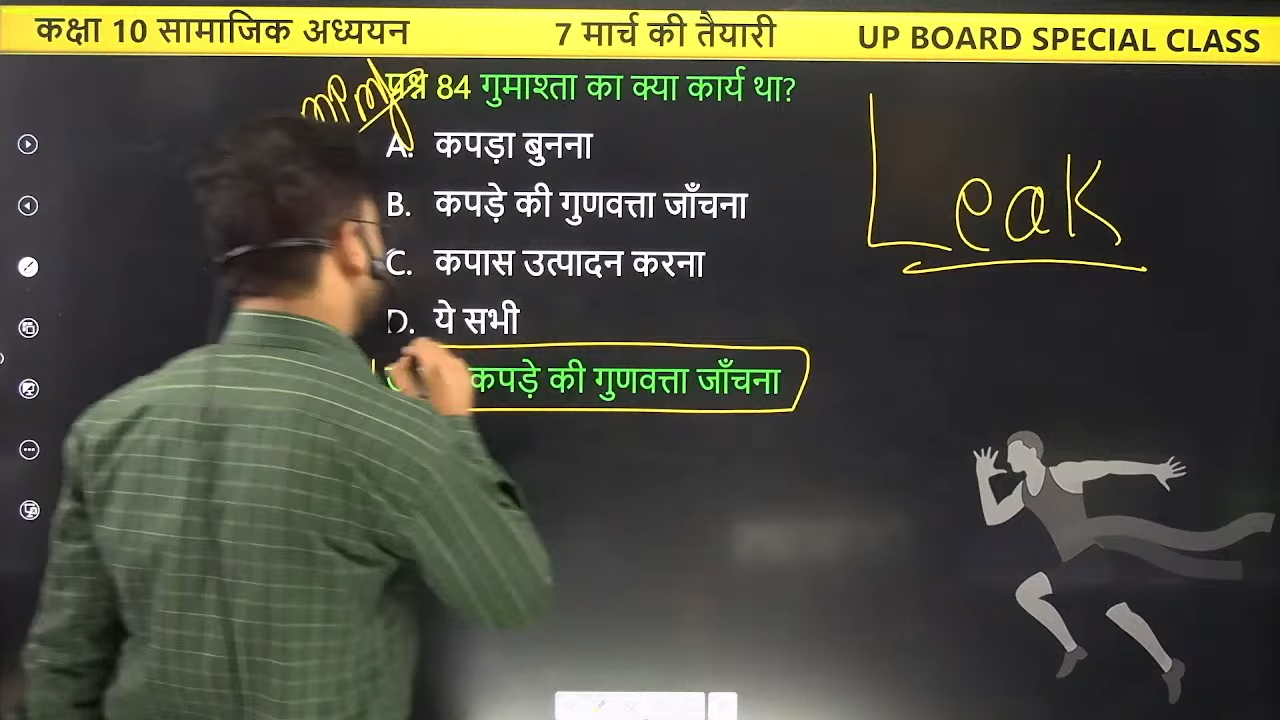 कक्षा 10 सामाजिक अध्ययन 7 मार्च की तैयारी UP BOARD SPECIAL CLASS
प्रश्न 84 गुमाश्ता का क्या कार्य था?
A. कपड़ा बुनना
B. कपड़े की गुणवत्ता जाँचना
C. कपास उत्पादन करना
D. ये सभी
कपड़े की गुणवत्ता जाँचना
Leak